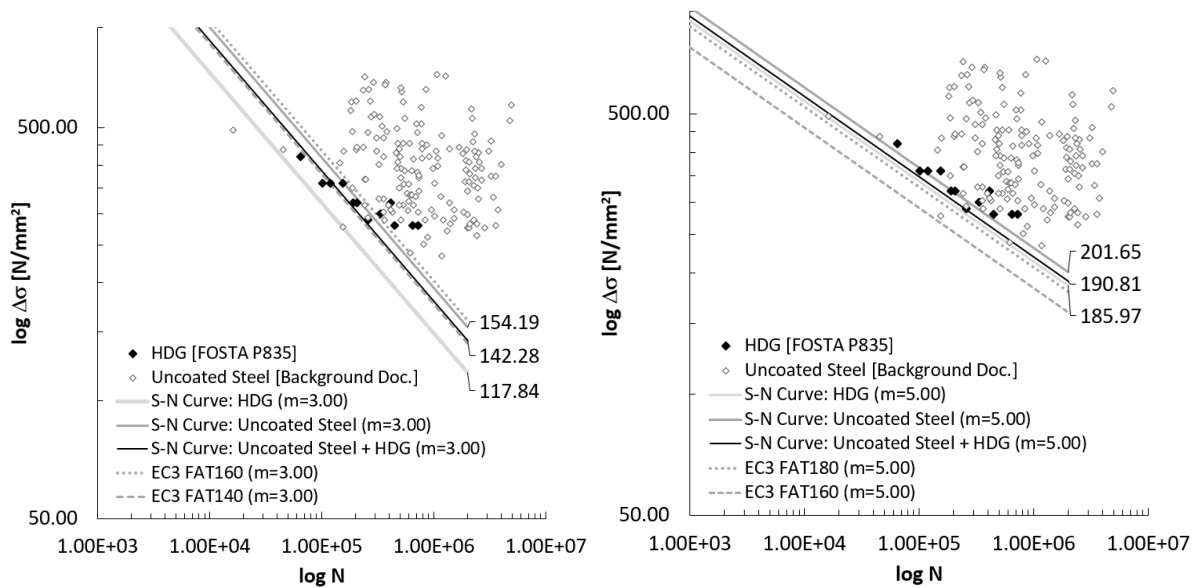 500.00
log Δσ [N/mm²]
154.19
142.28
117.84
HDG [FOSTA P835]
Uncoated Steel [Background Doc.]
S-N Curve: HDG (m=3.00)
S-N Curve: Uncoated Steel (m=3.00)
S-N Curve: Uncoated Steel + HDG (m=3.00)
EC3 FAT160 (m=3.00)
EC3 FAT140 (m=3.00)
50.00
1.00E+03 1.00E+04 1.00E+05 1.00E+06 1.00E+07
log N
500.00
log Δσ [N/mm²]
201.65
190.81
185.97
HDG [FOSTA P835]
Uncoated Steel [Background Doc.]
S-N Curve: HDG (m=5.00)
S-N Curve: Uncoated Steel (m=5.00)
S-N Curve: Uncoated Steel + HDG (m=5.00)
EC3 FAT180 (m=5.00)
EC3 FAT160 (m=5.00)
50.00
1.00E+03 1.00E+04 1.00E+05 1.00E+06 1.00E+07
log N